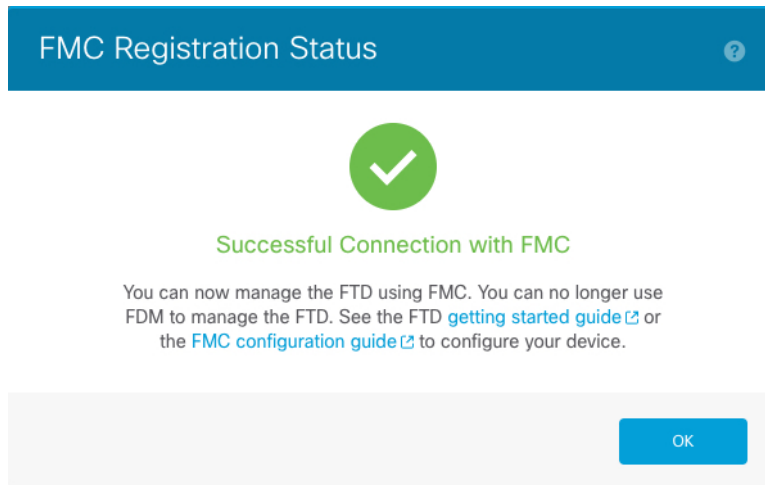 FMC Registration Status
Successful Connection with FMC
You can now manage the FTD using FMC. You can no longer use
FDM to manage the FTD. See the FTD getting started guide or
the FMC configuration guide to configure your device.
OK